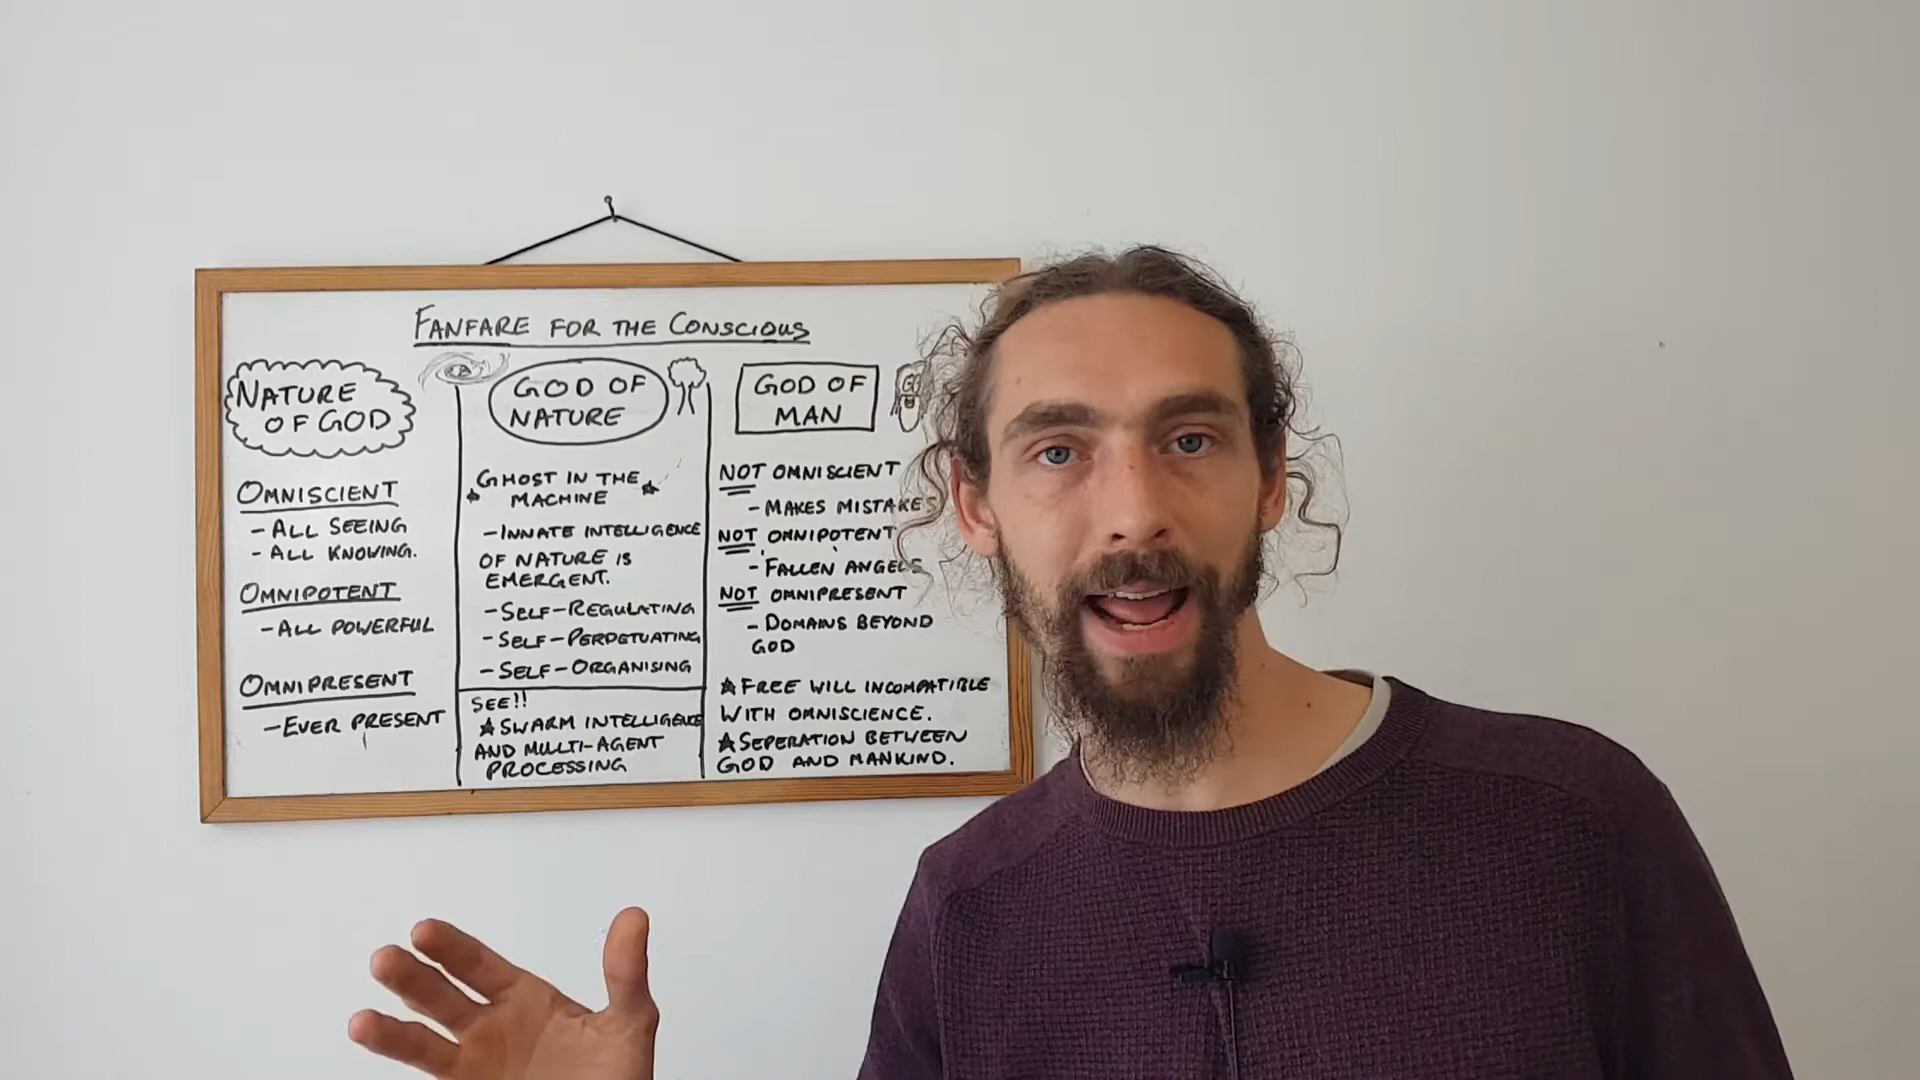 FANFARE FOR THE CONSCIOUS
NATURE
OF GOD
OMNISCIENT
- ALL SEEING
- ALL KNOWING.
OMNIPOTENT
- ALL POWERFUL
OMNIPRESENT
- EVER PRESENT
GOD OF
NATURE
GHOST IN THE
MACHINE
- INNATE INTELLIGENCE
OF NATURE IS
EMERGENT.
- SELF-REGULATING
- SELF-PERPETUATING
- SELF-ORGANISING
SEE!!
★ SWARM INTELLIGENCE
AND MULTI-AGENT
PROCESSING
GOD OF
MAN
NOT OMNISCIENT
- MAKES MISTAKES
NOT OMNIPOTENT
- FALLEN ANGELS
NOT OMNIPRESENT
- DOMAINS BEYOND
GOD
★ FREE WILL INCOMPATIBLE
WITH OMNISCIENCE.
★ SEPERATION BETWEEN
GOD AND MANKIND.